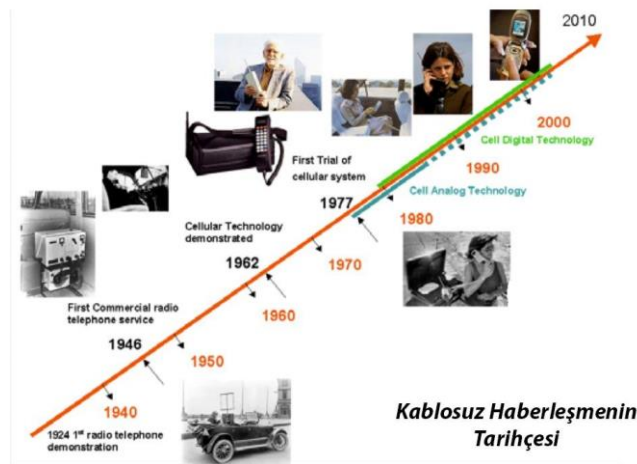 2010
2000
Cell Digital Technology
1990
First Trial of
cellular system
Cell Analog Technology
1977
1980
Cellular Technology
demonstrated
1970
1962
First Commercial radio
telephone service
1960
1946
1950
1940
1924 1st radio telephone
demonstration
Kablosuz Haberleşmenin
Tarihçesi